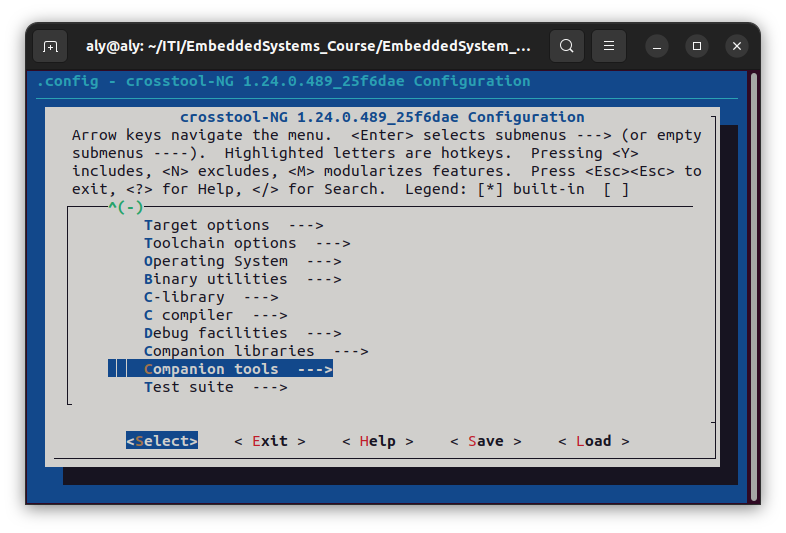 aly@aly: ~/ITI/EmbeddedSystems_Course/EmbeddedSystem_...
.config - crosstool-NG 1.24.0.489_25f6dae Configuration
crosstool-NG 1.24.0.489_25f6dae Configuration
Arrow keys navigate the menu.  <Enter> selects submenus ---> (or empty
submenus ----).  Highlighted letters are hotkeys.  Pressing <Y>
includes, <N> excludes, <M> modularizes features.  Press <Esc><Esc> to
exit, <?> for Help, </> for Search.  Legend: [*] built-in  [ ]
^(-)
Target options  --->
Toolchain options  --->
Operating System  --->
Binary utilities  --->
C-library  --->
C compiler  --->
Debug facilities  --->
Companion libraries  --->
Companion tools  --->
Test suite  --->
<Select>    < Exit >    < Help >    < Save >    < Load >